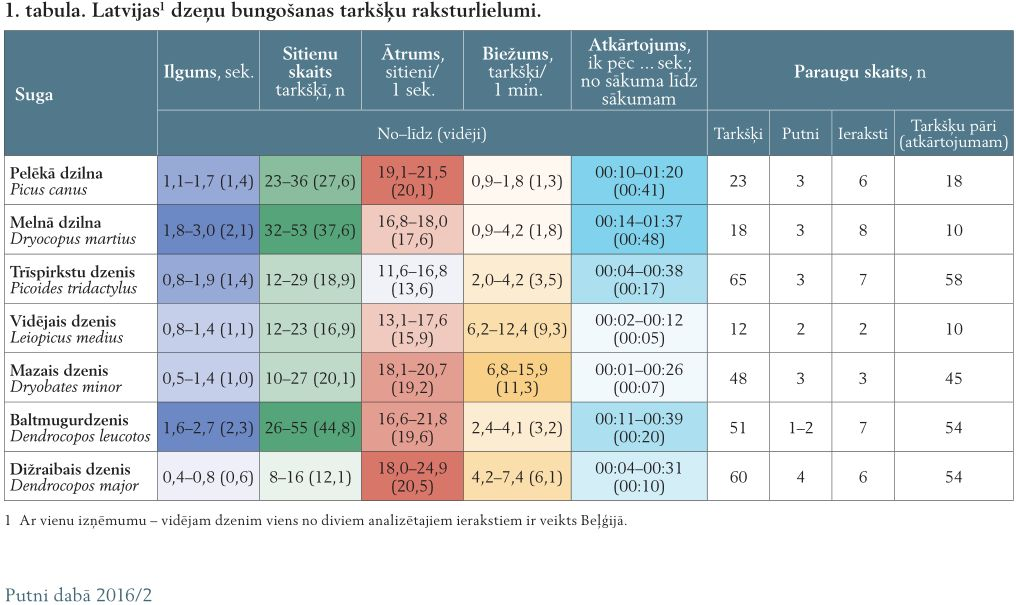 1. tabula. Latvijas¹ dzeņu bungošanas tarkšķu raksturlielumi.
Suga | Ilgums, sek. | Sitienu skaits tarkšķī, n | Ātrums, sitieni/ 1 sek. | Biežums, tarkšķi/ 1 min. | Atkārtojums, ik pēc ... sek.; no sākuma līdz sākumam | Paraugu skaits, n
No–līdz (vidēji) | Tarkšķi | Putni | Ieraksti | Tarkšķu pāri (atkārtojumam)
Pelēkā dzilna Picus canus | 1,1–1,7 (1,4) | 23–36 (27,6) | 19,1–21,5 (20,1) | 0,9–1,8 (1,3) | 00:10–01:20 (00:41) | 23 | 3 | 6 | 18
Melnā dzilna Dryocopus martius | 1,8–3,0 (2,1) | 32–53 (37,6) | 16,8–18,0 (17,6) | 0,9–4,2 (1,8) | 00:14–01:37 (00:48) | 18 | 3 | 8 | 10
Trīspirkstu dzenis Picoides tridactylus | 0,8–1,9 (1,4) | 12–29 (18,9) | 11,6–16,8 (13,6) | 2,0–4,2 (3,5) | 00:04–00:38 (00:17) | 65 | 3 | 7 | 58
Vidējais dzenis Leiopicus medius | 0,8–1,4 (1,1) | 12–23 (16,9) | 13,1–17,6 (15,9) | 6,2–12,4 (9,3) | 00:02–00:12 (00:05) | 12 | 2 | 2 | 10
Mazais dzenis Dryobates minor | 0,5–1,4 (1,0) | 10–27 (20,1) | 18,1–20,7 (19,2) | 6,8–15,9 (11,3) | 00:01–00:26 (00:07) | 48 | 3 | 3 | 45
Baltmugurdzenis Dendrocopos leucotos | 1,6–2,7 (2,3) | 26–55 (44,8) | 16,6–21,8 (19,6) | 2,4–4,1 (3,2) | 00:11–00:39 (00:20) | 51 | 1–2 | 7 | 54
Dižraibais dzenis Dendrocopos major | 0,4–0,8 (0,6) | 8–16 (12,1) | 18,0–24,9 (20,5) | 4,2–7,4 (6,1) | 00:04–00:31 (00:10) | 60 | 4 | 6 | 54
1 Ar vienu izņēmumu – vidējam dzenim viens no diviem analizētajiem ierakstiem ir veikts Beļģijā.
Putni dabā 2016/2